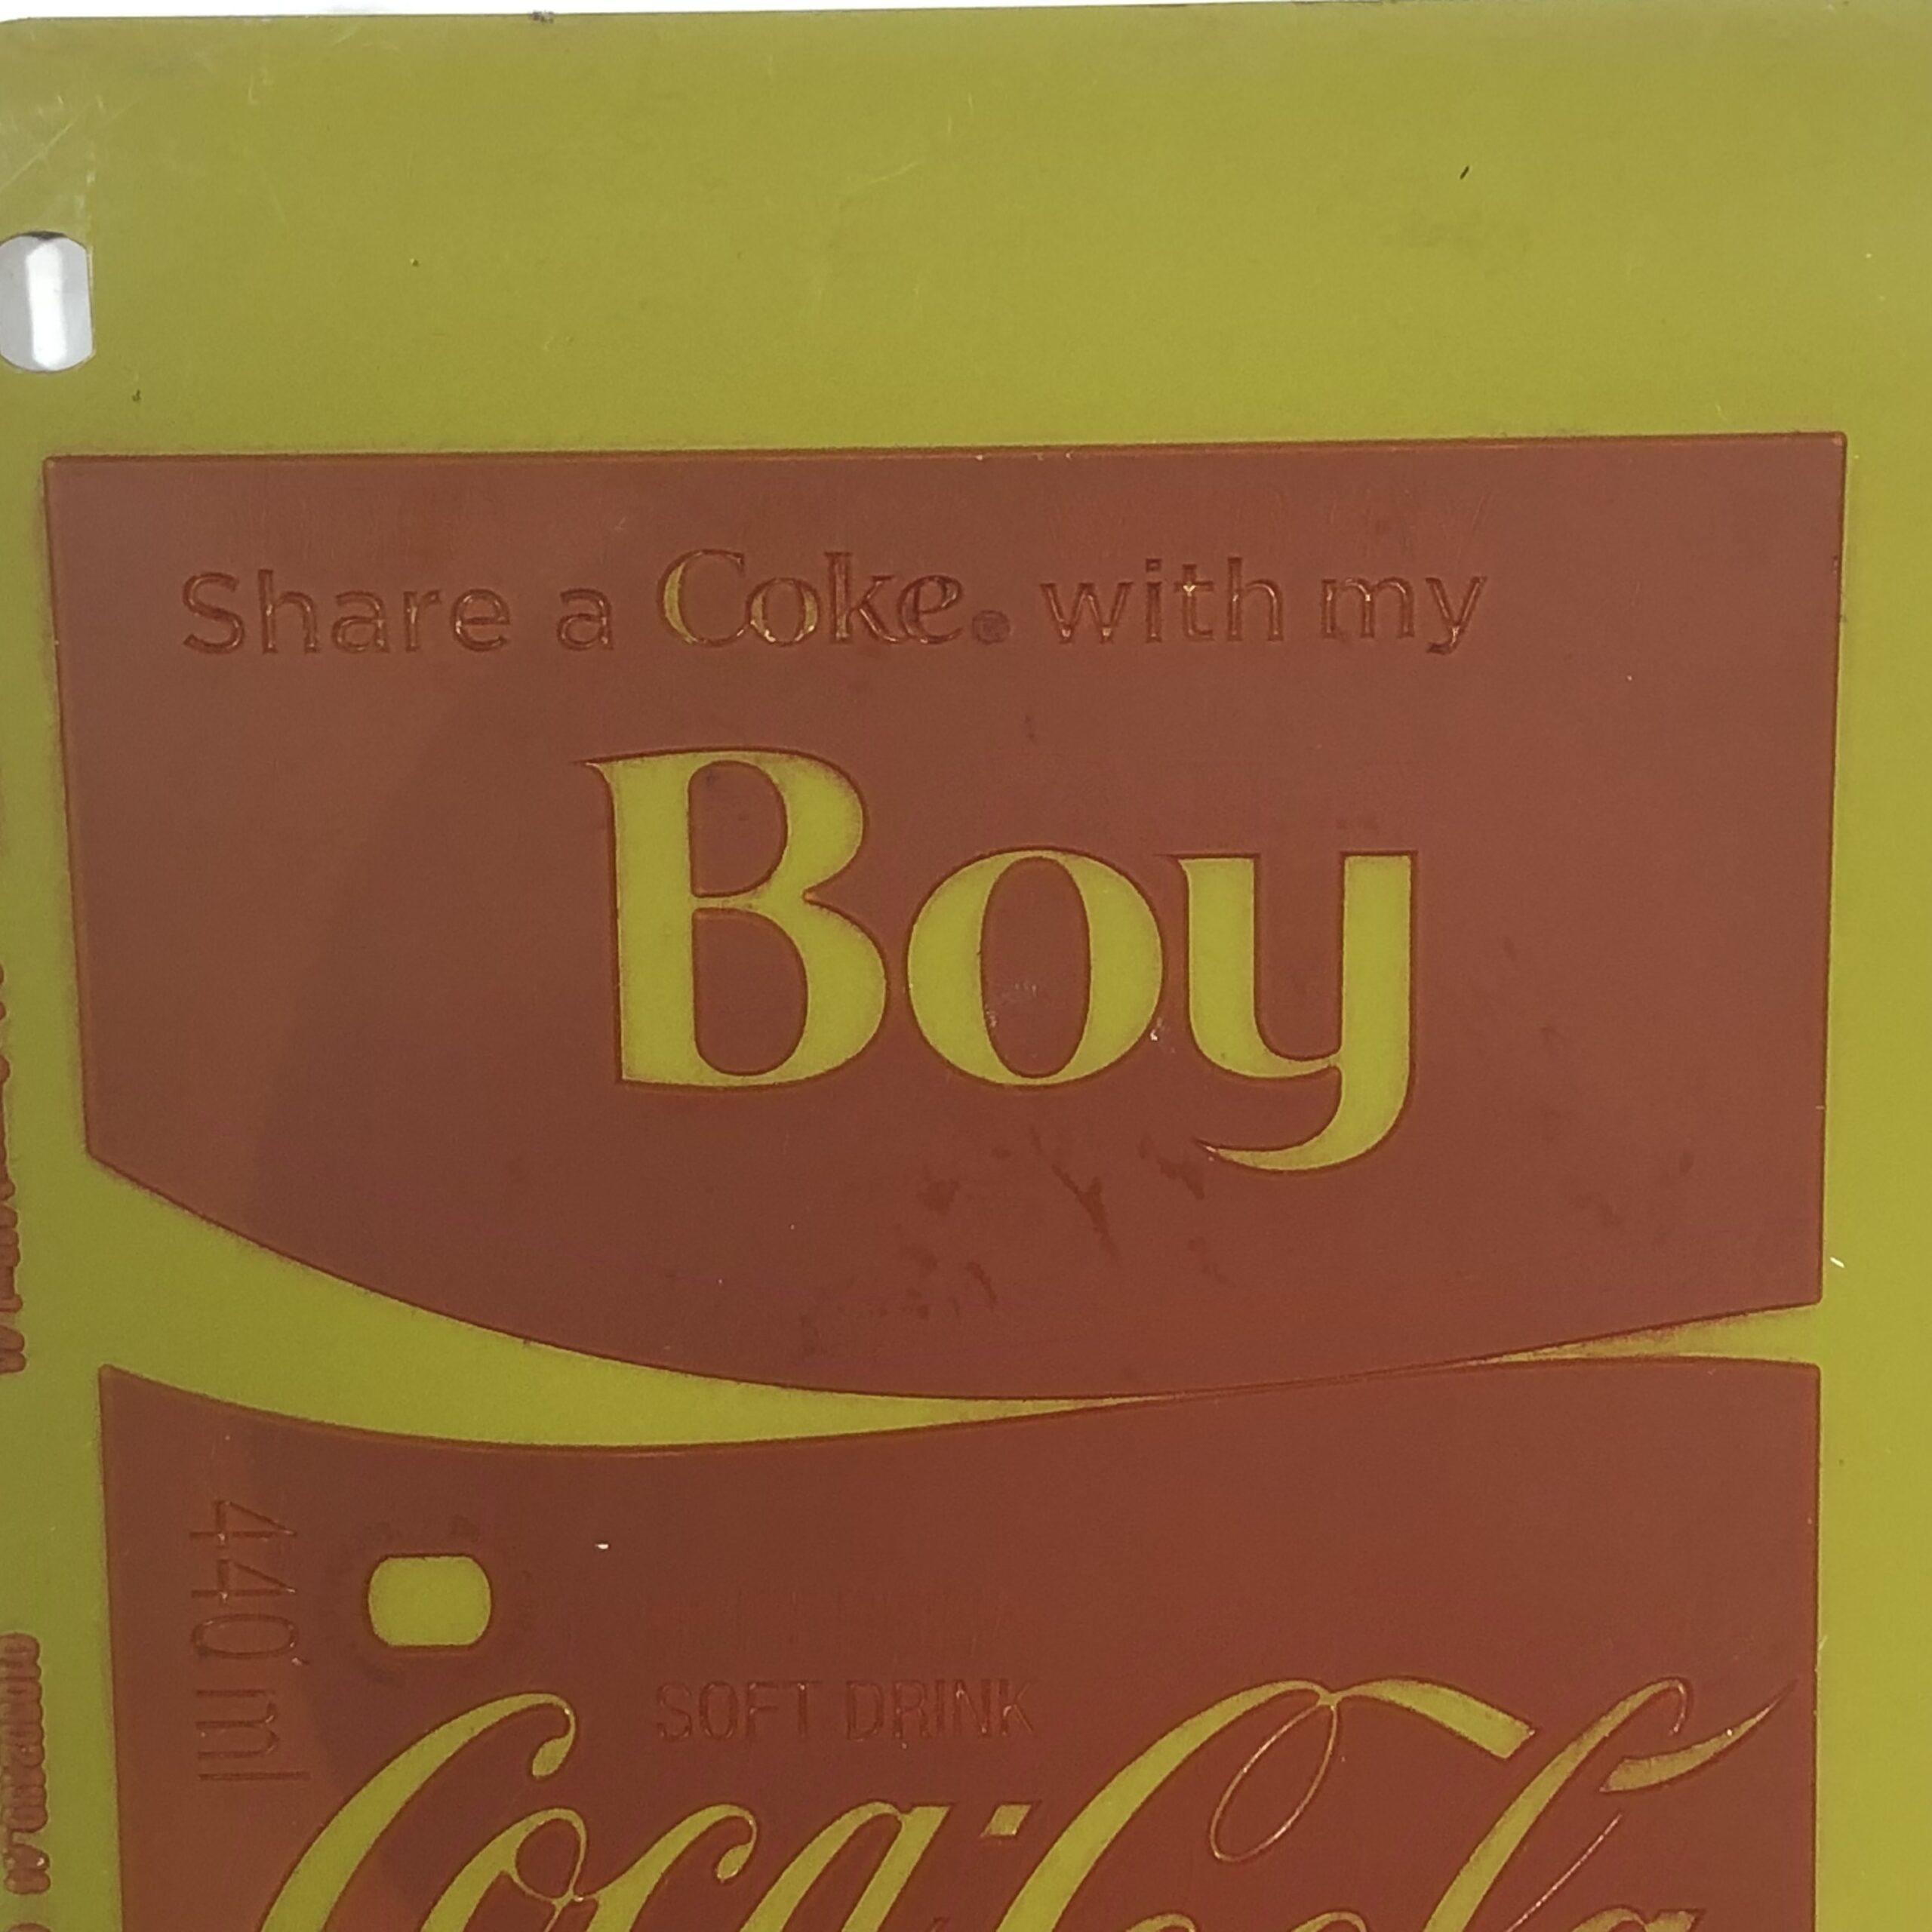 Share a Coke. with my
Boy
440 ml
SOFT DRINK
Coca-Cola